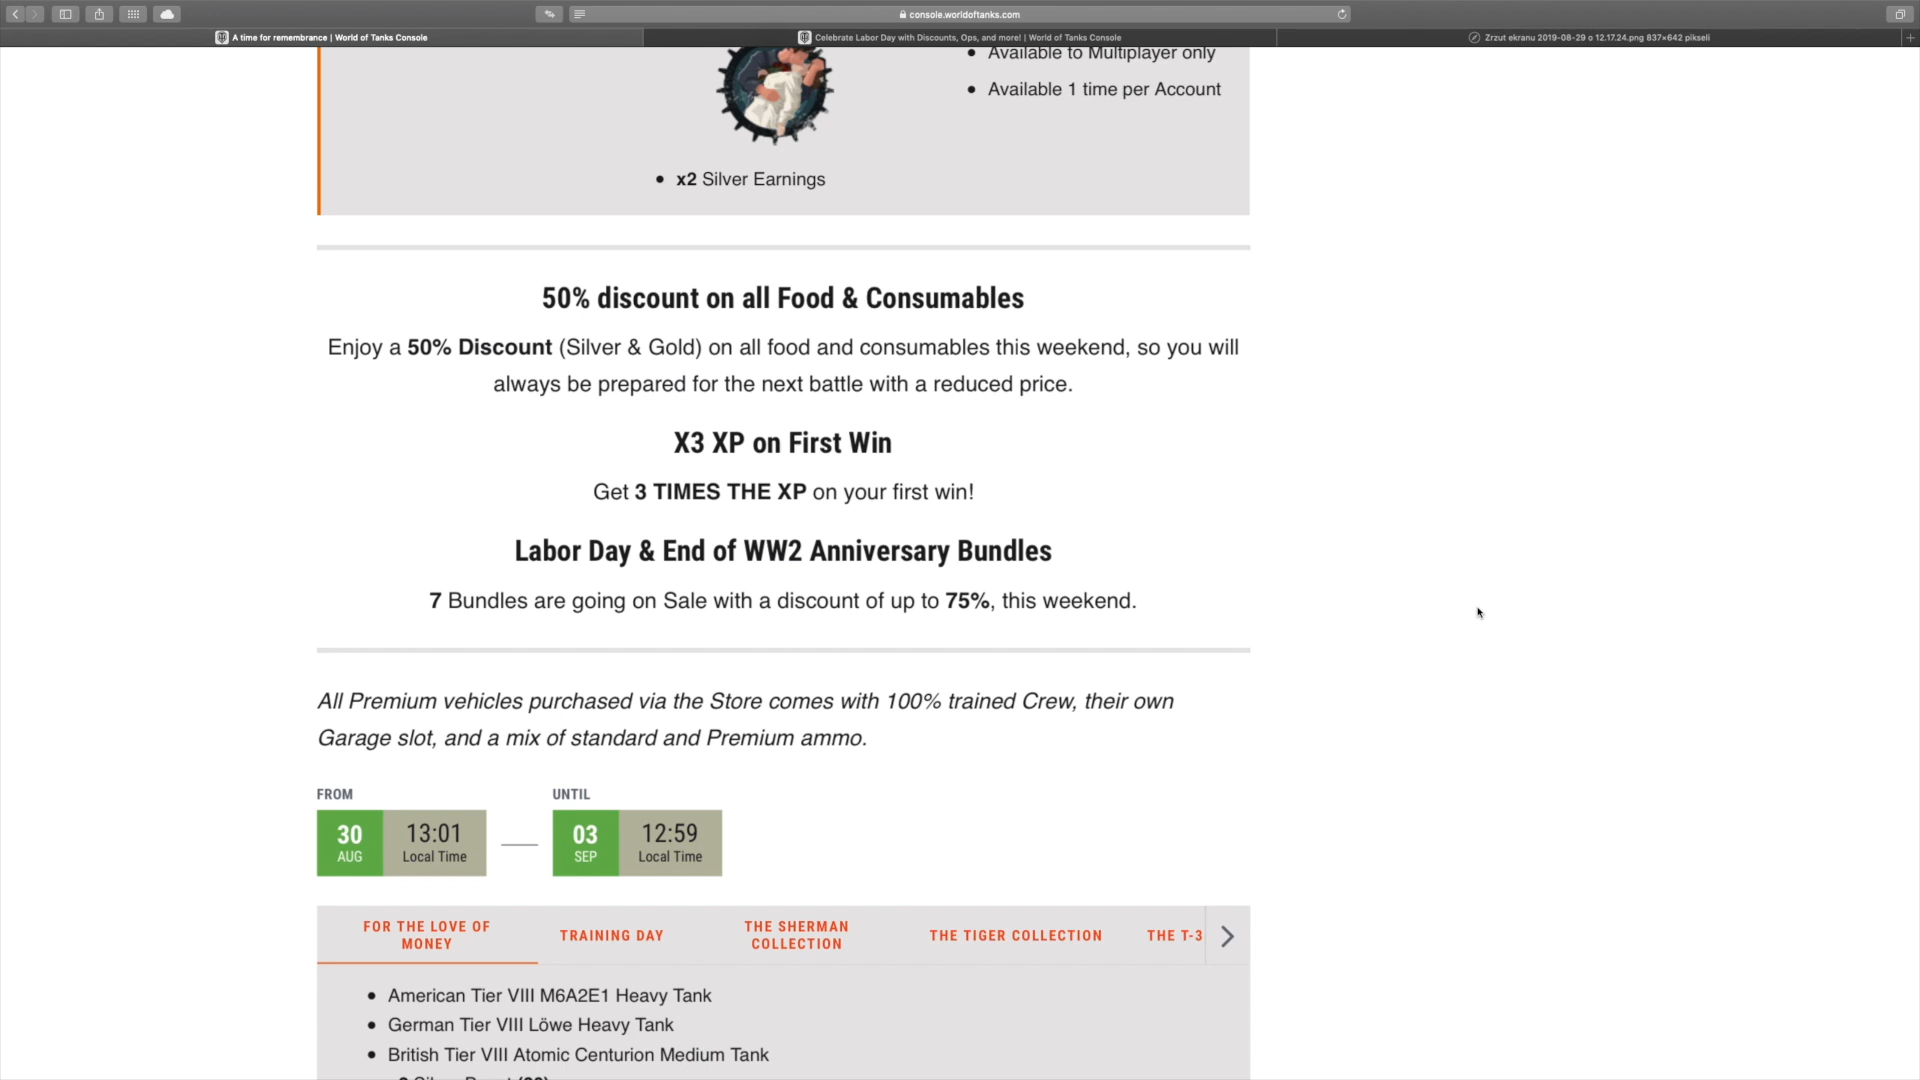 console.worldoftanks.com
A time for remembrance | World of Tanks Console
Celebrate Labor Day with Discounts, Ops, and more! | World of Tanks Console
Zrzut ekranu 2019-08-29 o 12.17.24.png 837×642 pikseli
• Available to Multiplayer only
• Available 1 time per Account
• x2 Silver Earnings
50% discount on all Food & Consumables
Enjoy a 50% Discount (Silver & Gold) on all food and consumables this weekend, so you will
always be prepared for the next battle with a reduced price.
X3 XP on First Win
Get 3 TIMES THE XP on your first win!
Labor Day & End of WW2 Anniversary Bundles
7 Bundles are going on Sale with a discount of up to 75%, this weekend.
All Premium vehicles purchased via the Store comes with 100% trained Crew, their own
Garage slot, and a mix of standard and Premium ammo.
FROM
30 AUG
13:01
Local Time
UNTIL
03 SEP
12:59
Local Time
FOR THE LOVE OF
MONEY
TRAINING DAY
THE SHERMAN
COLLECTION
THE TIGER COLLECTION
THE T-3
• American Tier VIII M6A2E1 Heavy Tank
• German Tier VIII Löwe Heavy Tank
• British Tier VIII Atomic Centurion Medium Tank